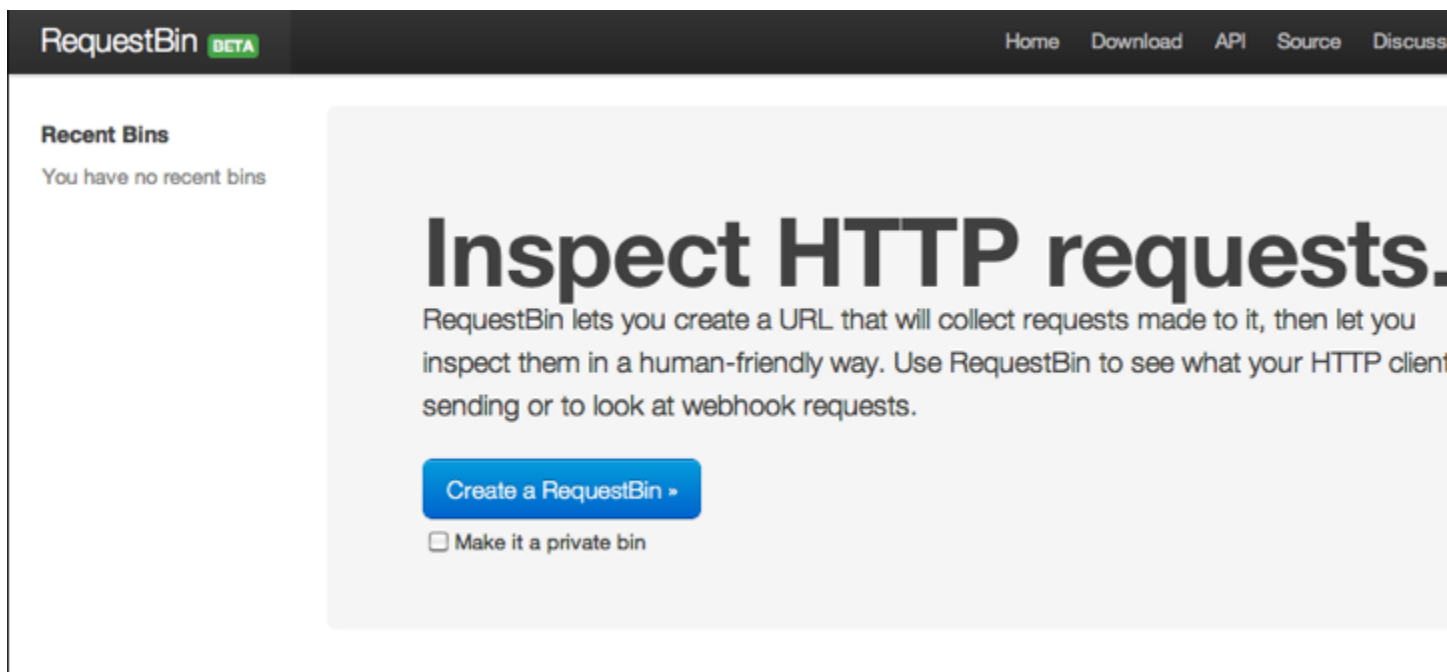 RequestBin BETA
Home Download API Source Discuss
Recent Bins
You have no recent bins
Inspect HTTP requests.
RequestBin lets you create a URL that will collect requests made to it, then let you
inspect them in a human-friendly way. Use RequestBin to see what your HTTP client
sending or to look at webhook requests.
Create a RequestBin »
Make it a private bin